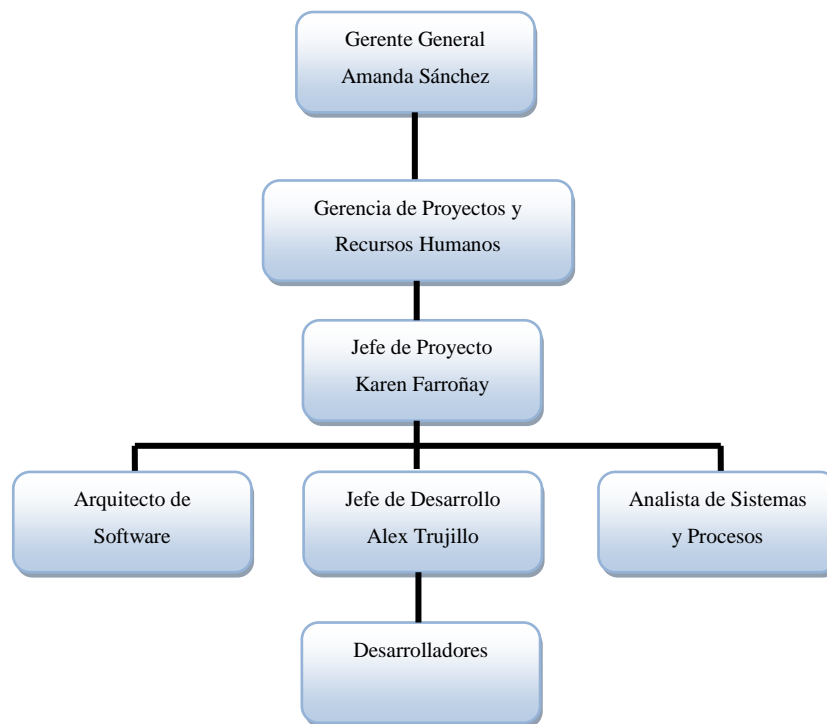 Gerente General
Amanda Sánchez
Gerencia de Proyectos y
Recursos Humanos
Jefe de Proyecto
Karen Farroñay
Arquitecto de
Software
Jefe de Desarrollo
Alex Trujillo
Analista de Sistemas
y Procesos
Desarrolladores